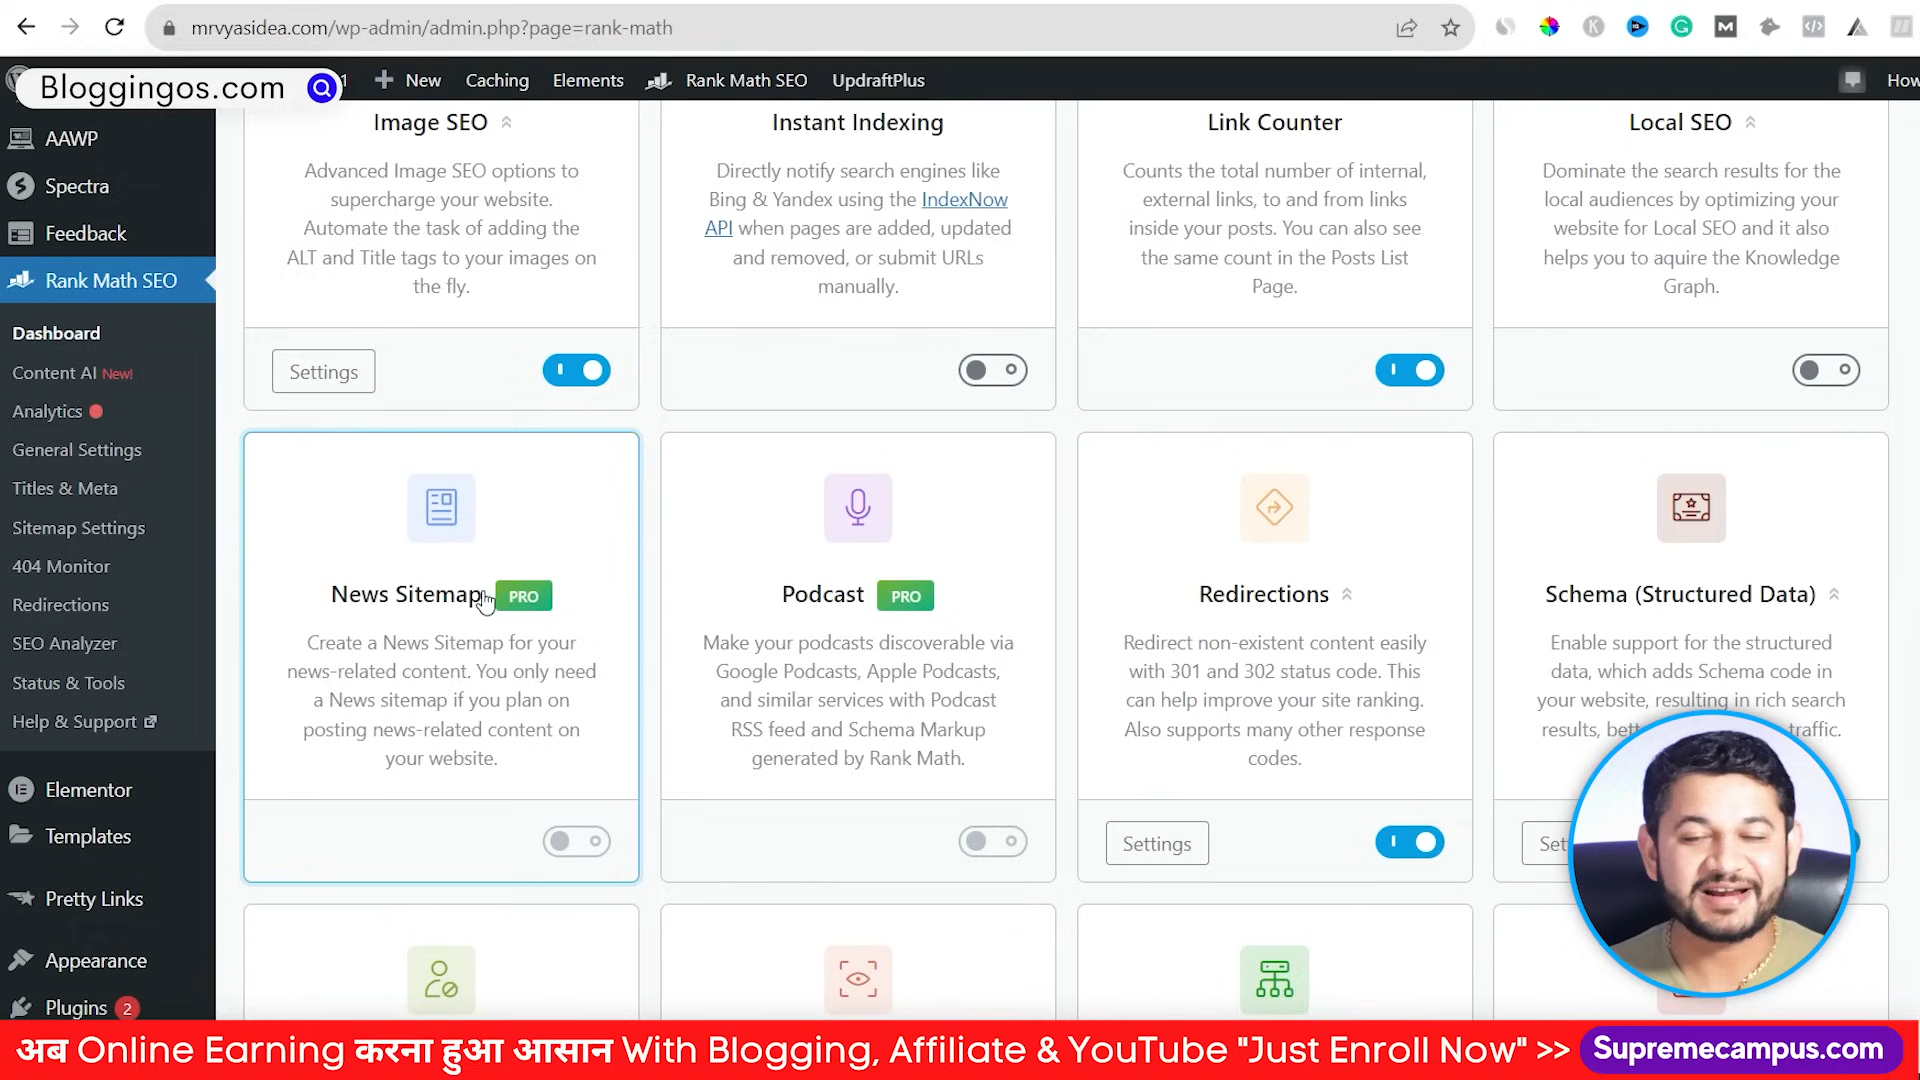 mrvyasidea.com/wp-admin/admin.php?page=rank-math
Bloggingos.com
1
New
Caching
Elements
Rank Math SEO
UpdraftPlus
How
AAWP
Spectra
Feedback
Rank Math SEO
Dashboard
Content AI New!
Analytics
General Settings
Titles & Meta
Sitemap Settings
404 Monitor
Redirections
SEO Analyzer
Status & Tools
Help & Support
Elementor
Templates
Pretty Links
Appearance
Plugins 2
Image SEO
Advanced Image SEO options to
supercharge your website.
Automate the task of adding the
ALT and Title tags to your images on
the fly.
Settings
Instant Indexing
Directly notify search engines like
Bing & Yandex using the IndexNow
API when pages are added, updated
and removed, or submit URLs
manually.
Link Counter
Counts the total number of internal,
external links, to and from links
inside your posts. You can also see
the same count in the Posts List
Page.
Local SEO
Dominate the search results for the
local audiences by optimizing your
website for Local SEO and it also
helps you to aquire the Knowledge
Graph.
News Sitemap PRO
Create a News Sitemap for your
news-related content. You only need
a News sitemap if you plan on
posting news-related content on
your website.
Podcast PRO
Make your podcasts discoverable via
Google Podcasts, Apple Podcasts,
and similar services with Podcast
RSS feed and Schema Markup
generated by Rank Math.
Redirections
Redirect non-existent content easily
with 301 and 302 status code. This
can help improve your site ranking.
Also supports many other response
codes.
Settings
Schema (Structured Data)
Enable support for the structured
data, which adds Schema code in
your website, resulting in rich search
results, traffic.
अब Online Earning करना हुआ आसान With Blogging, Affiliate & YouTube "Just Enroll Now" >> Supremecampus.com